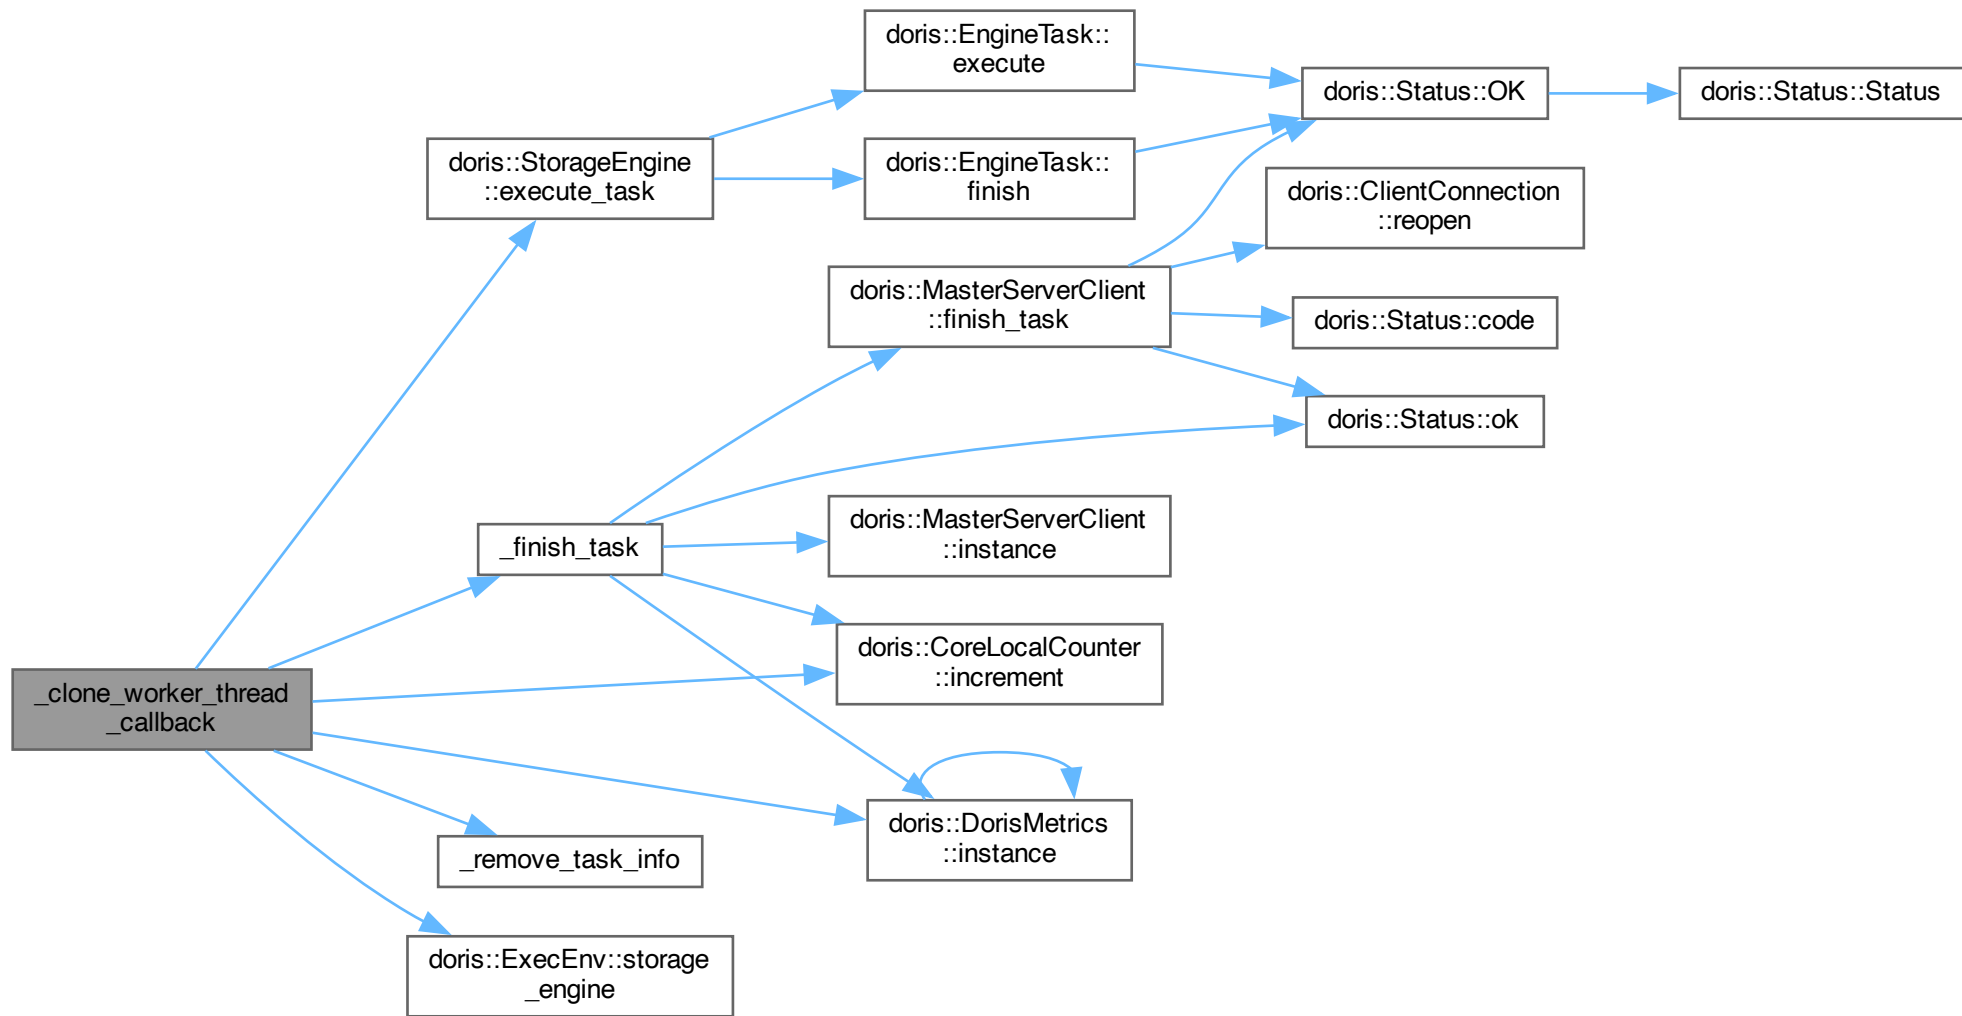 doris::EngineTask::
execute
doris::Status::OK
doris::Status::Status
doris::StorageEngine
::execute_task
doris::EngineTask::
finish
doris::ClientConnection
::reopen
doris::MasterServerClient
::finish_task
doris::Status::code
doris::Status::ok
_finish_task
doris::MasterServerClient
::instance
doris::CoreLocalCounter
::increment
_clone_worker_thread
_callback
doris::DorisMetrics
::instance
_remove_task_info
doris::ExecEnv::storage
_engine